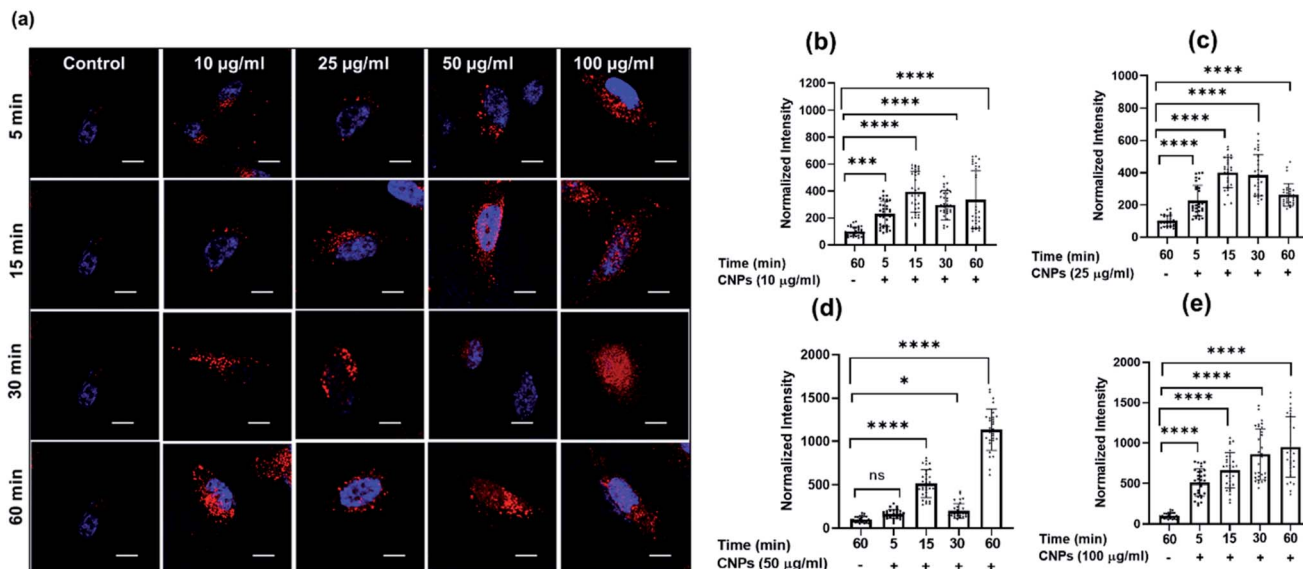 (a)
Control 10 µg/ml 25 µg/ml 50 µg/ml 100 µg/ml
5 min
15 min
30 min
60 min
(b)
****
****
****
***
Normalized Intensity
1200
1000
800
600
400
200
0
Time (min) 60 5 15 30 60
CNPs (10 µg/ml) - + + + +
(c)
****
****
****
****
Normalized Intensity
1000
800
600
400
200
0
Time (min) 60 5 15 30 60
CNPs (25 µg/ml) - + + + +
(d)
****
*
****
ns
Normalized Intensity
2000
1500
1000
500
0
Time (min) 60 5 15 30 60
CNPs (50 µg/ml) - + + + +
(e)
****
****
****
****
Normalized Intensity
2000
1500
1000
500
0
Time (min) 60 5 15 30 60
CNPs (100 µg/ml) - + + + +